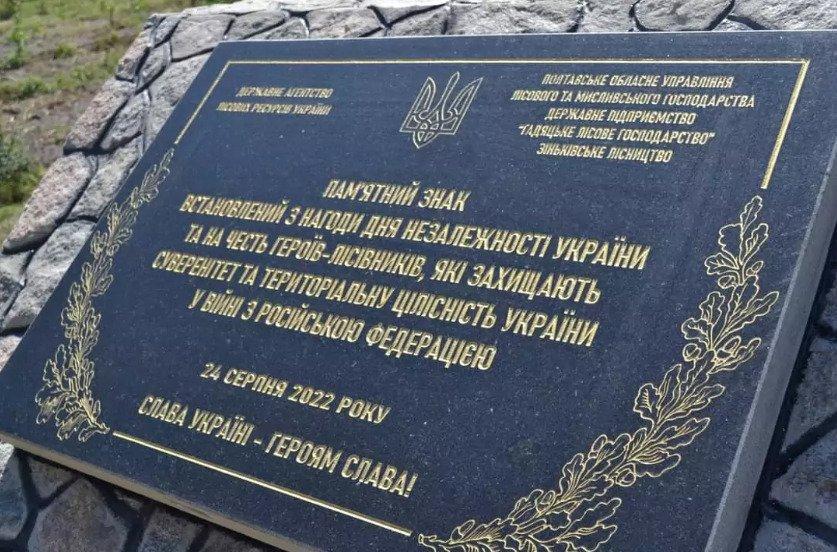 ДЕРЖАВНЕ АГЕНТСТВО
ЛІСОВИХ РЕСУРСІВ УКРАЇНИ
ПОЛТАВСЬКЕ ОБЛАСНЕ УПРАВЛІННЯ
ЛІСОВОГО ТА МИСЛИВСЬКОГО ГОСПОДАРСТВА
ДЕРЖАВНЕ ПІДПРИЄМСТВО
"ГАДЯЦЬКЕ ЛІСОВЕ ГОСПОДАРСТВО"
ЗІНЬКІВСЬКЕ ЛІСНИЦТВО
ПАМ'ЯТНИЙ ЗНАК
ВСТАНОВЛЕНИЙ З НАГОДИ ДНЯ НЕЗАЛЕЖНОСТІ УКРАЇНИ
ТА НА ЧЕСТЬ ГЕРОЇВ-ЛІСІВНИКІВ, ЯКІ ЗАХИЩАЮТЬ
СУВЕРЕНІТЕТ ТА ТЕРИТОРІАЛЬНУ ЦІЛІСНІСТЬ УКРАЇНИ
У ВІЙНІ З РОСІЙСЬКОЮ ФЕДЕРАЦІЄЮ
24 СЕРПНЯ 2022 РОКУ
СЛАВА УКРАЇНІ - ГЕРОЯМ СЛАВА!